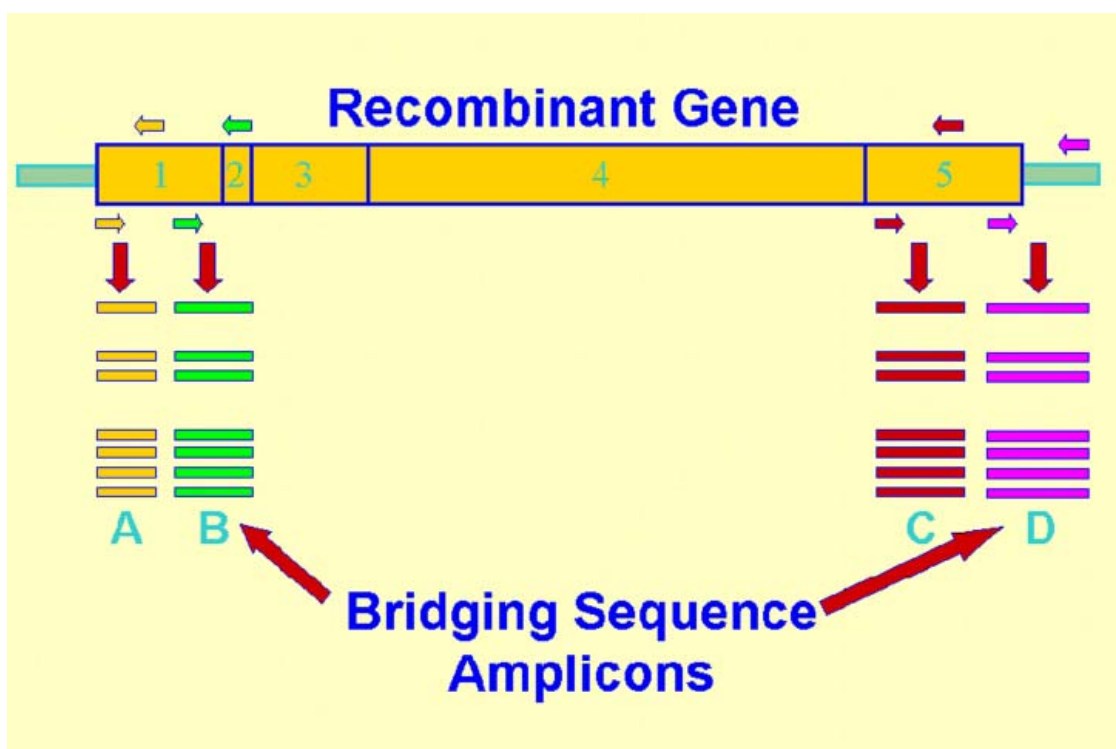 Recombinant Gene
1 2 3 4 5
A B C D
Bridging Sequence
Amplicons